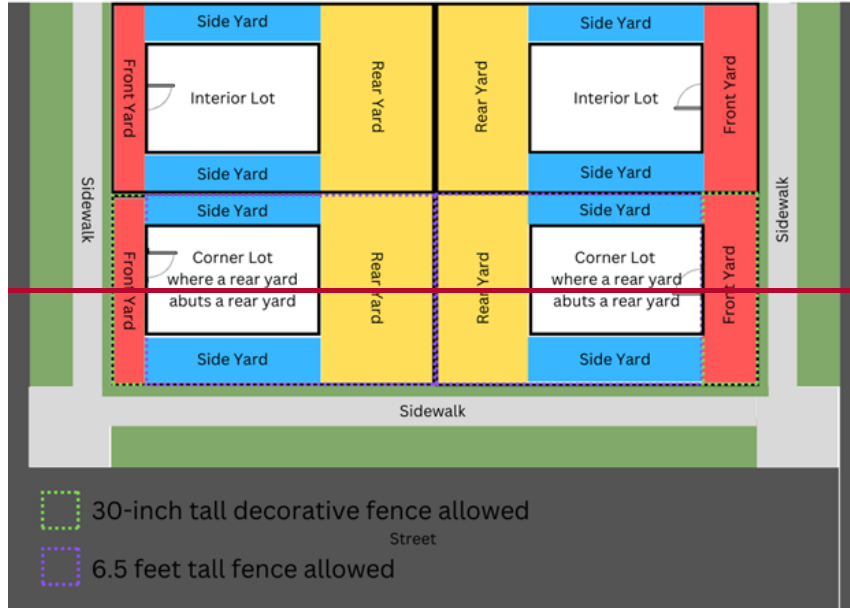 Side Yard
Side Yard
Front Yard
Interior Lot
Rear Yard
Rear Yard
Interior Lot
Front Yard
Side Yard
Side Yard
Sidewalk
Sidewalk
Side Yard
Side Yard
Front Yard
Corner Lot
where a rear yard
abuts a rear yard
Rear Yard
Rear Yard
Corner Lot
where a rear yard
abuts a rear yard
Front Yard
Side Yard
Side Yard
Sidewalk
30-inch tall decorative fence allowed
Street
6.5 feet tall fence allowed